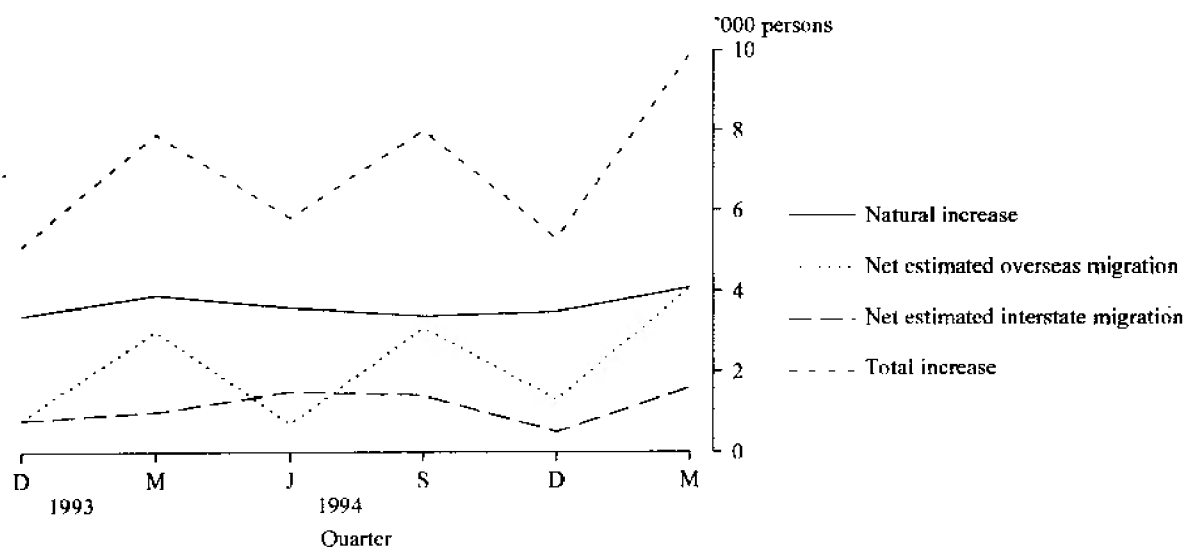 '000 persons
10
8
6
4
2
0
Natural increase
Net estimated overseas migration
Net estimated interstate migration
Total increase
D M J S D M
1993 1994
Quarter